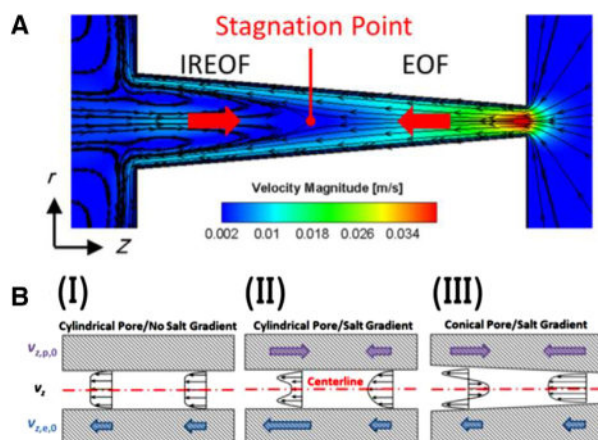 A
Stagnation Point
IREOF
EOF
Velocity Magnitude [m/s]
0.002 0.01 0.018 0.026 0.034
r
Z
B
(I) (II) (III)
Cylindrical Pore/No Salt Gradient Cylindrical Pore/Salt Gradient Conical Pore/Salt Gradient
Vz,p,0
Vz
Centerline
Vz,e,0